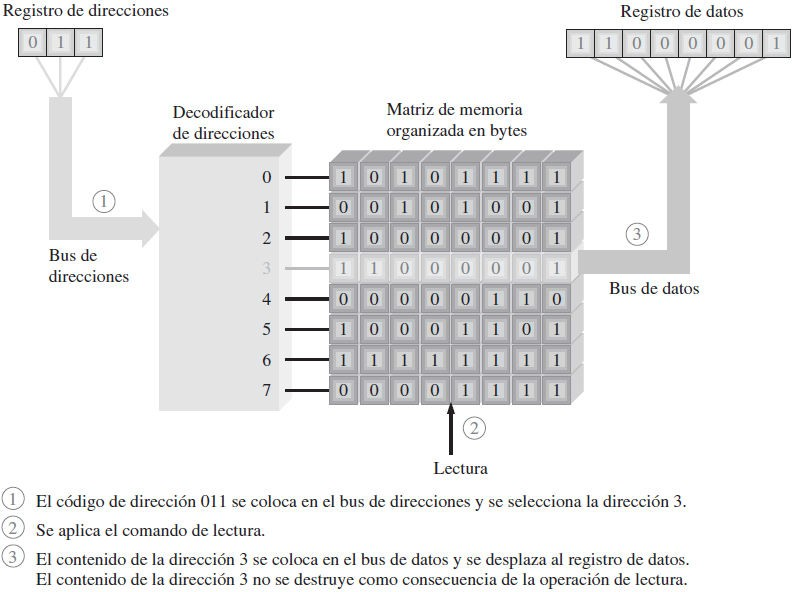 Registro de direcciones
0 1 1
Registro de datos
1 1 0 0 0 0 0 1
Decodificador
de direcciones
Matriz de memoria
organizada en bytes
0 1 0 1 0 1 1 1 1
1 0 0 1 0 1 0 0 1
2 1 0 0 0 0 0 0 1
3 1 1 0 0 0 0 0 1
4 0 0 0 0 0 1 1 0
5 1 0 0 0 1 1 0 1
6 1 1 1 1 1 1 1 1
7 0 0 0 0 1 1 1 1
1
Bus de
direcciones
3
Bus de datos
2
Lectura
1 El código de dirección 011 se coloca en el bus de direcciones y se selecciona la dirección 3.
2 Se aplica el comando de lectura.
3 El contenido de la dirección 3 se coloca en el bus de datos y se desplaza al registro de datos.
El contenido de la dirección 3 no se destruye como consecuencia de la operación de lectura.